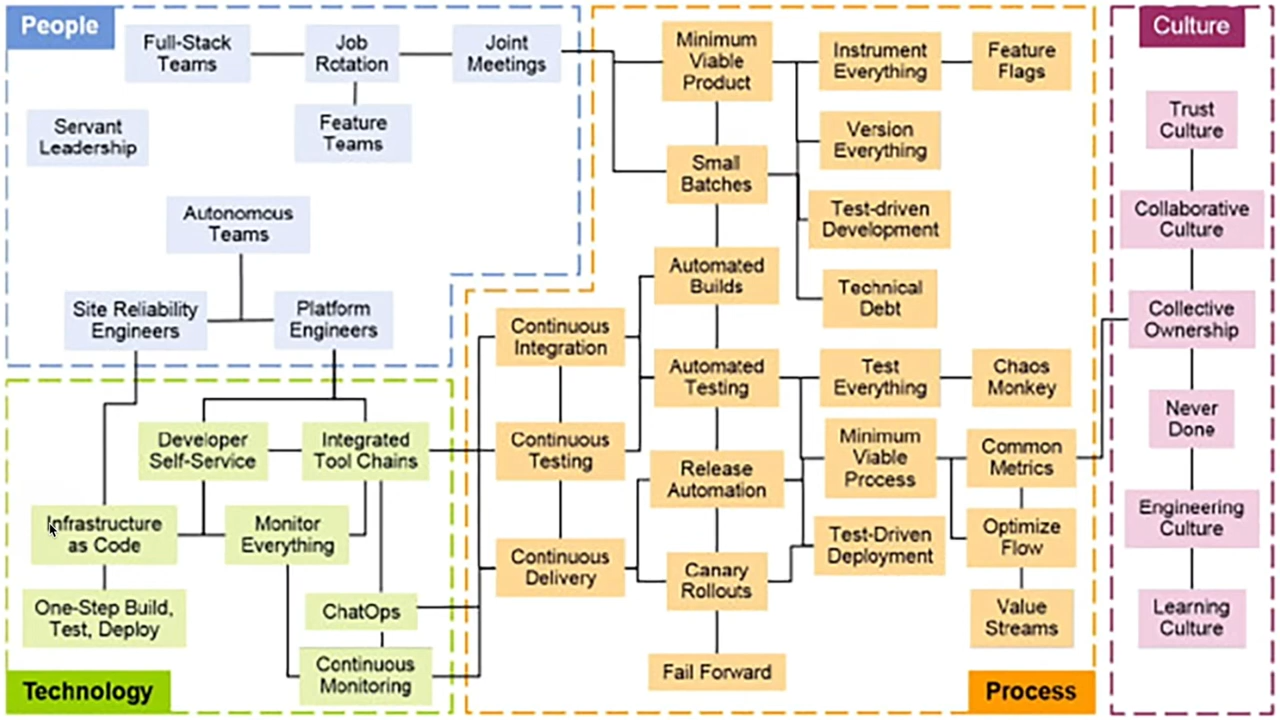 People
Full-Stack
Teams
Job
Rotation
Joint
Meetings
Servant
Leadership
Feature
Teams
Autonomous
Teams
Site Reliability
Engineers
Platform
Engineers
Developer
Self-Service
Integrated
Tool Chains
Infrastructure
as Code
Monitor
Everything
One-Step Build,
Test, Deploy
ChatOps
Continuous
Monitoring
Technology
Minimum
Viable
Product
Instrument
Everything
Feature
Flags
Version
Everything
Small
Batches
Test-driven
Development
Automated
Builds
Technical
Debt
Continuous
Integration
Automated
Testing
Test
Everything
Chaos
Monkey
Continuous
Testing
Release
Automation
Minimum
Viable
Process
Common
Metrics
Continuous
Delivery
Canary
Rollouts
Test-Driven
Deployment
Optimize
Flow
Value
Streams
Fail Forward
Process
Culture
Trust
Culture
Collaborative
Culture
Collective
Ownership
Never
Done
Engineering
Culture
Learning
Culture